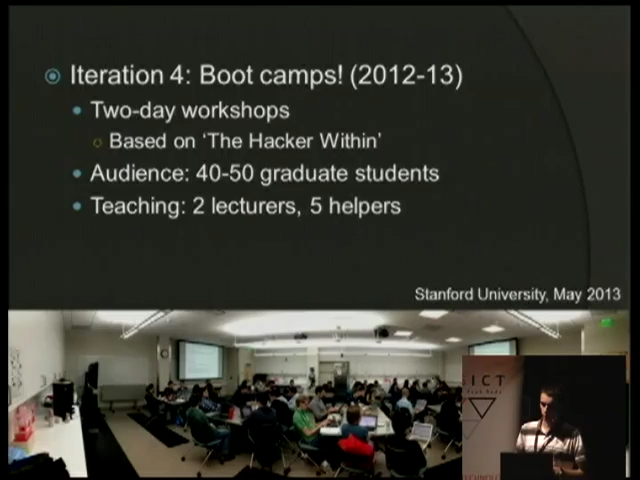 Iteration 4: Boot camps! (2012-13)
Two-day workshops
Based on 'The Hacker Within'
Audience: 40-50 graduate students
Teaching: 2 lecturers, 5 helpers
Stanford University, May 2013
ICT